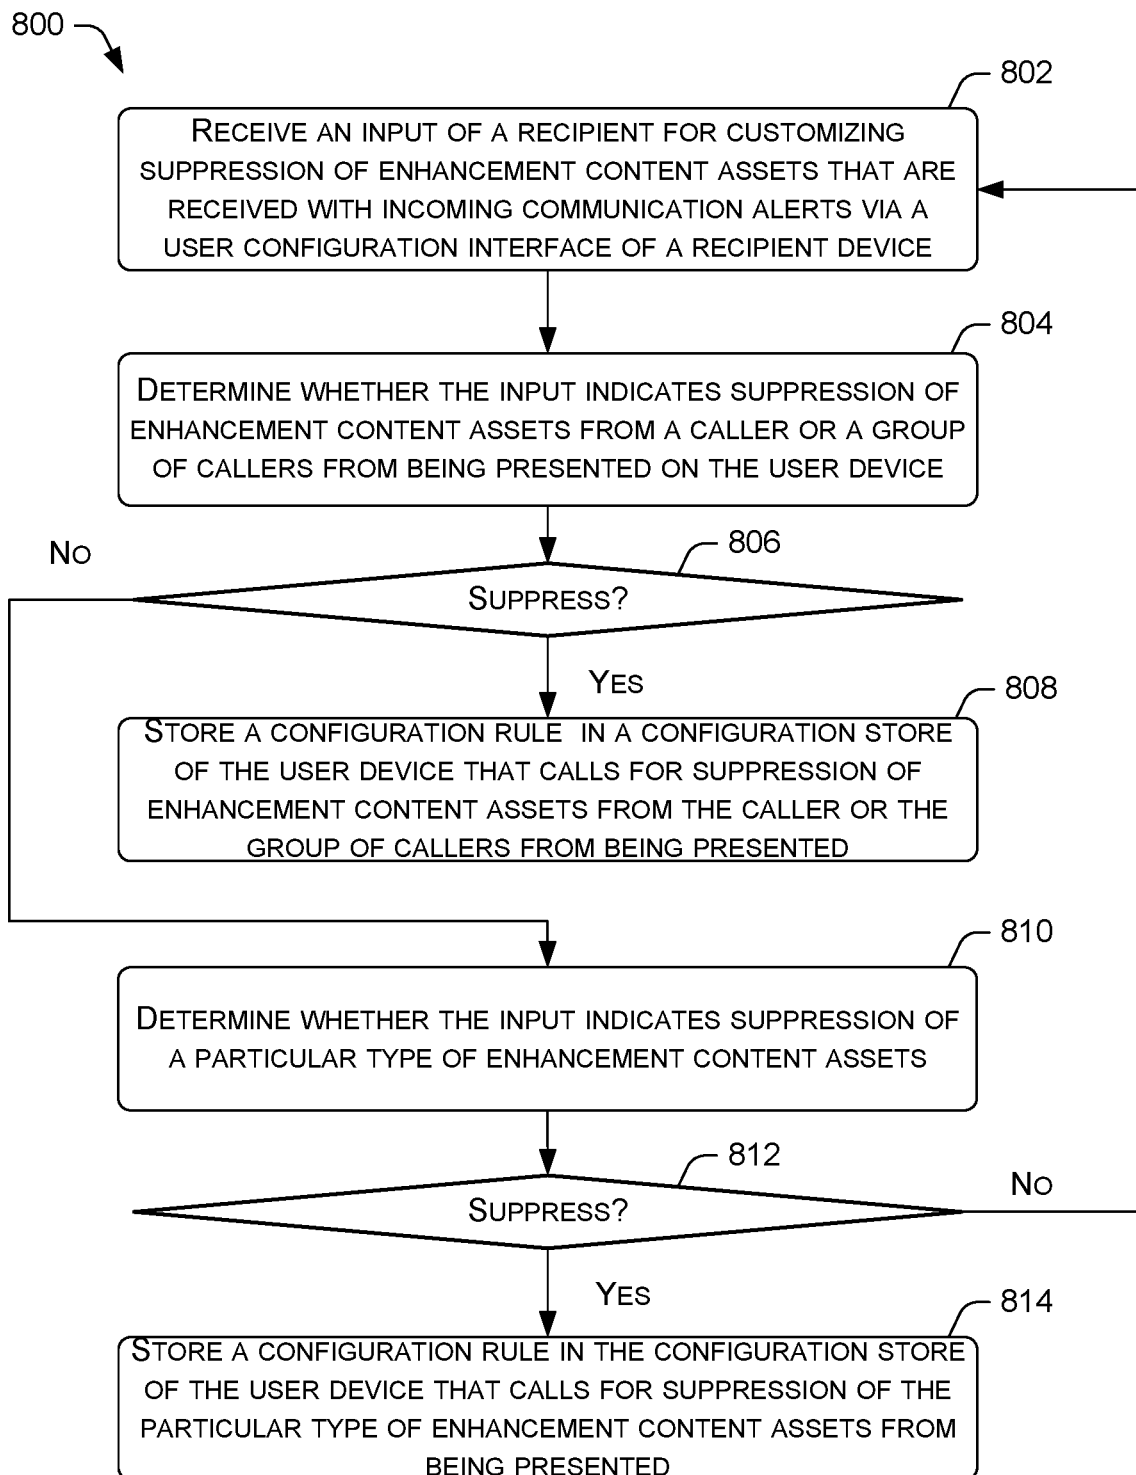 800
802
RECEIVE AN INPUT OF A RECIPIENT FOR CUSTOMIZING
SUPPRESSION OF ENHANCEMENT CONTENT ASSETS THAT ARE
RECEIVED WITH INCOMING COMMUNICATION ALERTS VIA A
USER CONFIGURATION INTERFACE OF A RECIPIENT DEVICE
804
DETERMINE WHETHER THE INPUT INDICATES SUPPRESSION OF
ENHANCEMENT CONTENT ASSETS FROM A CALLER OR A GROUP
OF CALLERS FROM BEING PRESENTED ON THE USER DEVICE
NO
806
SUPPRESS?
YES
808
STORE A CONFIGURATION RULE IN A CONFIGURATION STORE
OF THE USER DEVICE THAT CALLS FOR SUPPRESSION OF
ENHANCEMENT CONTENT ASSETS FROM THE CALLER OR THE
GROUP OF CALLERS FROM BEING PRESENTED
810
DETERMINE WHETHER THE INPUT INDICATES SUPPRESSION OF
A PARTICULAR TYPE OF ENHANCEMENT CONTENT ASSETS
812
NO
SUPPRESS?
YES
814
STORE A CONFIGURATION RULE IN THE CONFIGURATION STORE
OF THE USER DEVICE THAT CALLS FOR SUPPRESSION OF THE
PARTICULAR TYPE OF ENHANCEMENT CONTENT ASSETS FROM
BEING PRESENTED